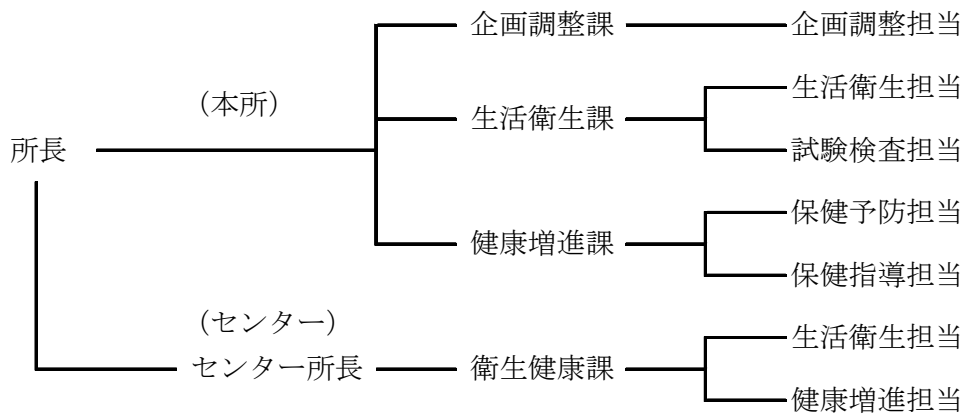 企画調整課 企画調整担当
(本所)
生活衛生担当
生活衛生課
所長
試験検査担当
保健予防担当
健康増進課
保健指導担当
(センター)
生活衛生担当
センター所長 衛生健康課
健康増進担当